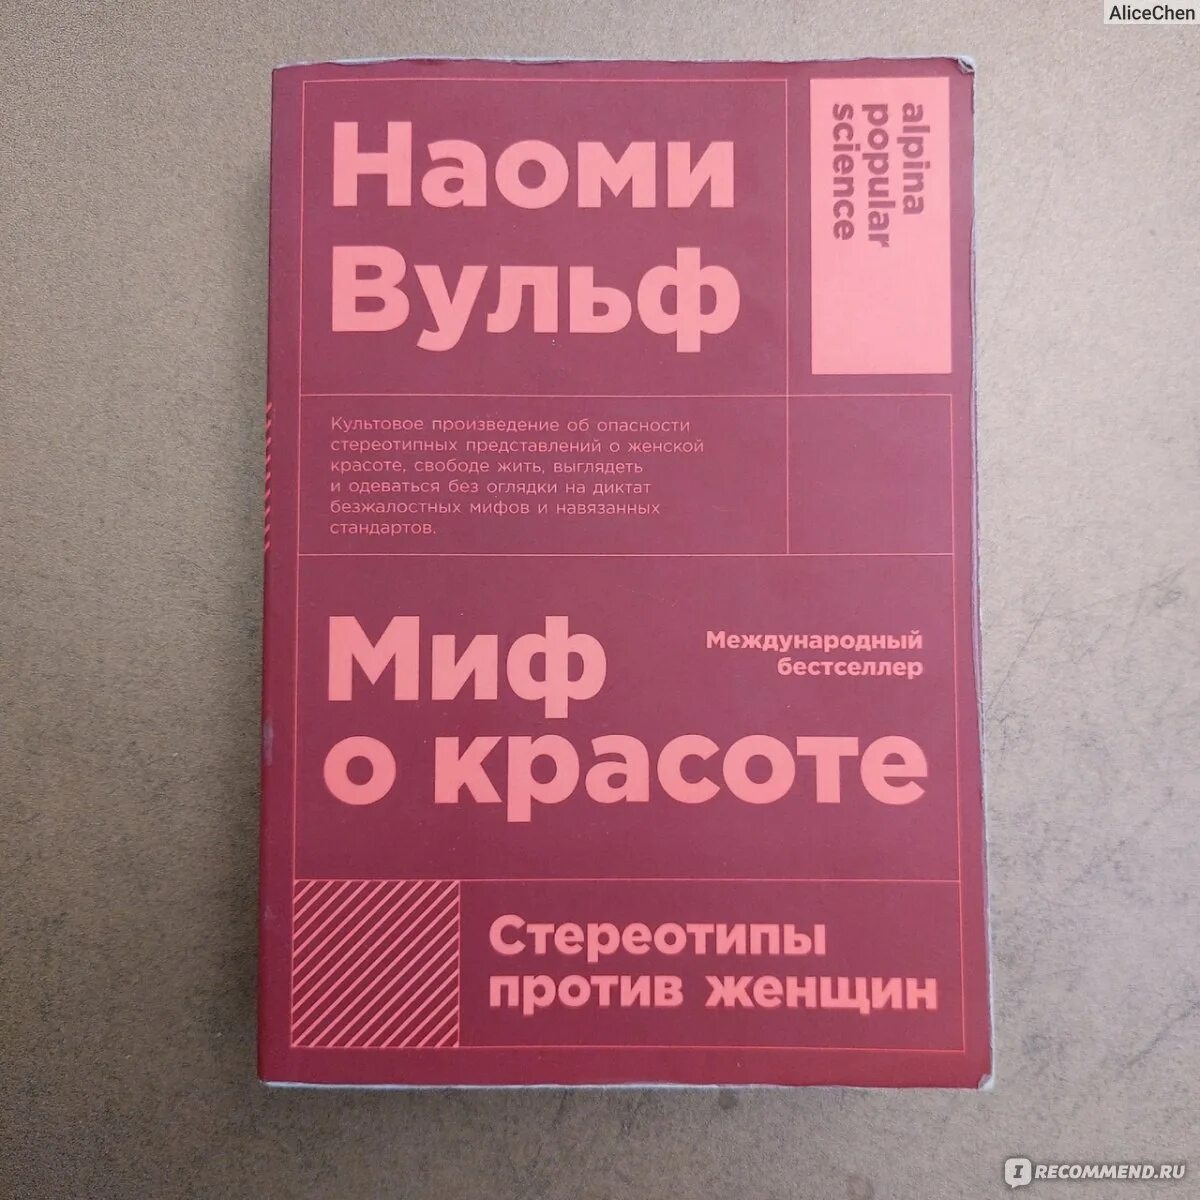 AliceChen
Наоми
Вульф
alpina
popular
science
Культовое произведение об опасности
стереотипных представлений о женской
красоте, свободе жить, выглядеть
и одеваться без оглядки на диктат
безжалостных мифов и навязанных
стандартов.
Миф
о красоте
Международный
бестселлер
Стереотипы
против женщин
IRECOMMEND.RU